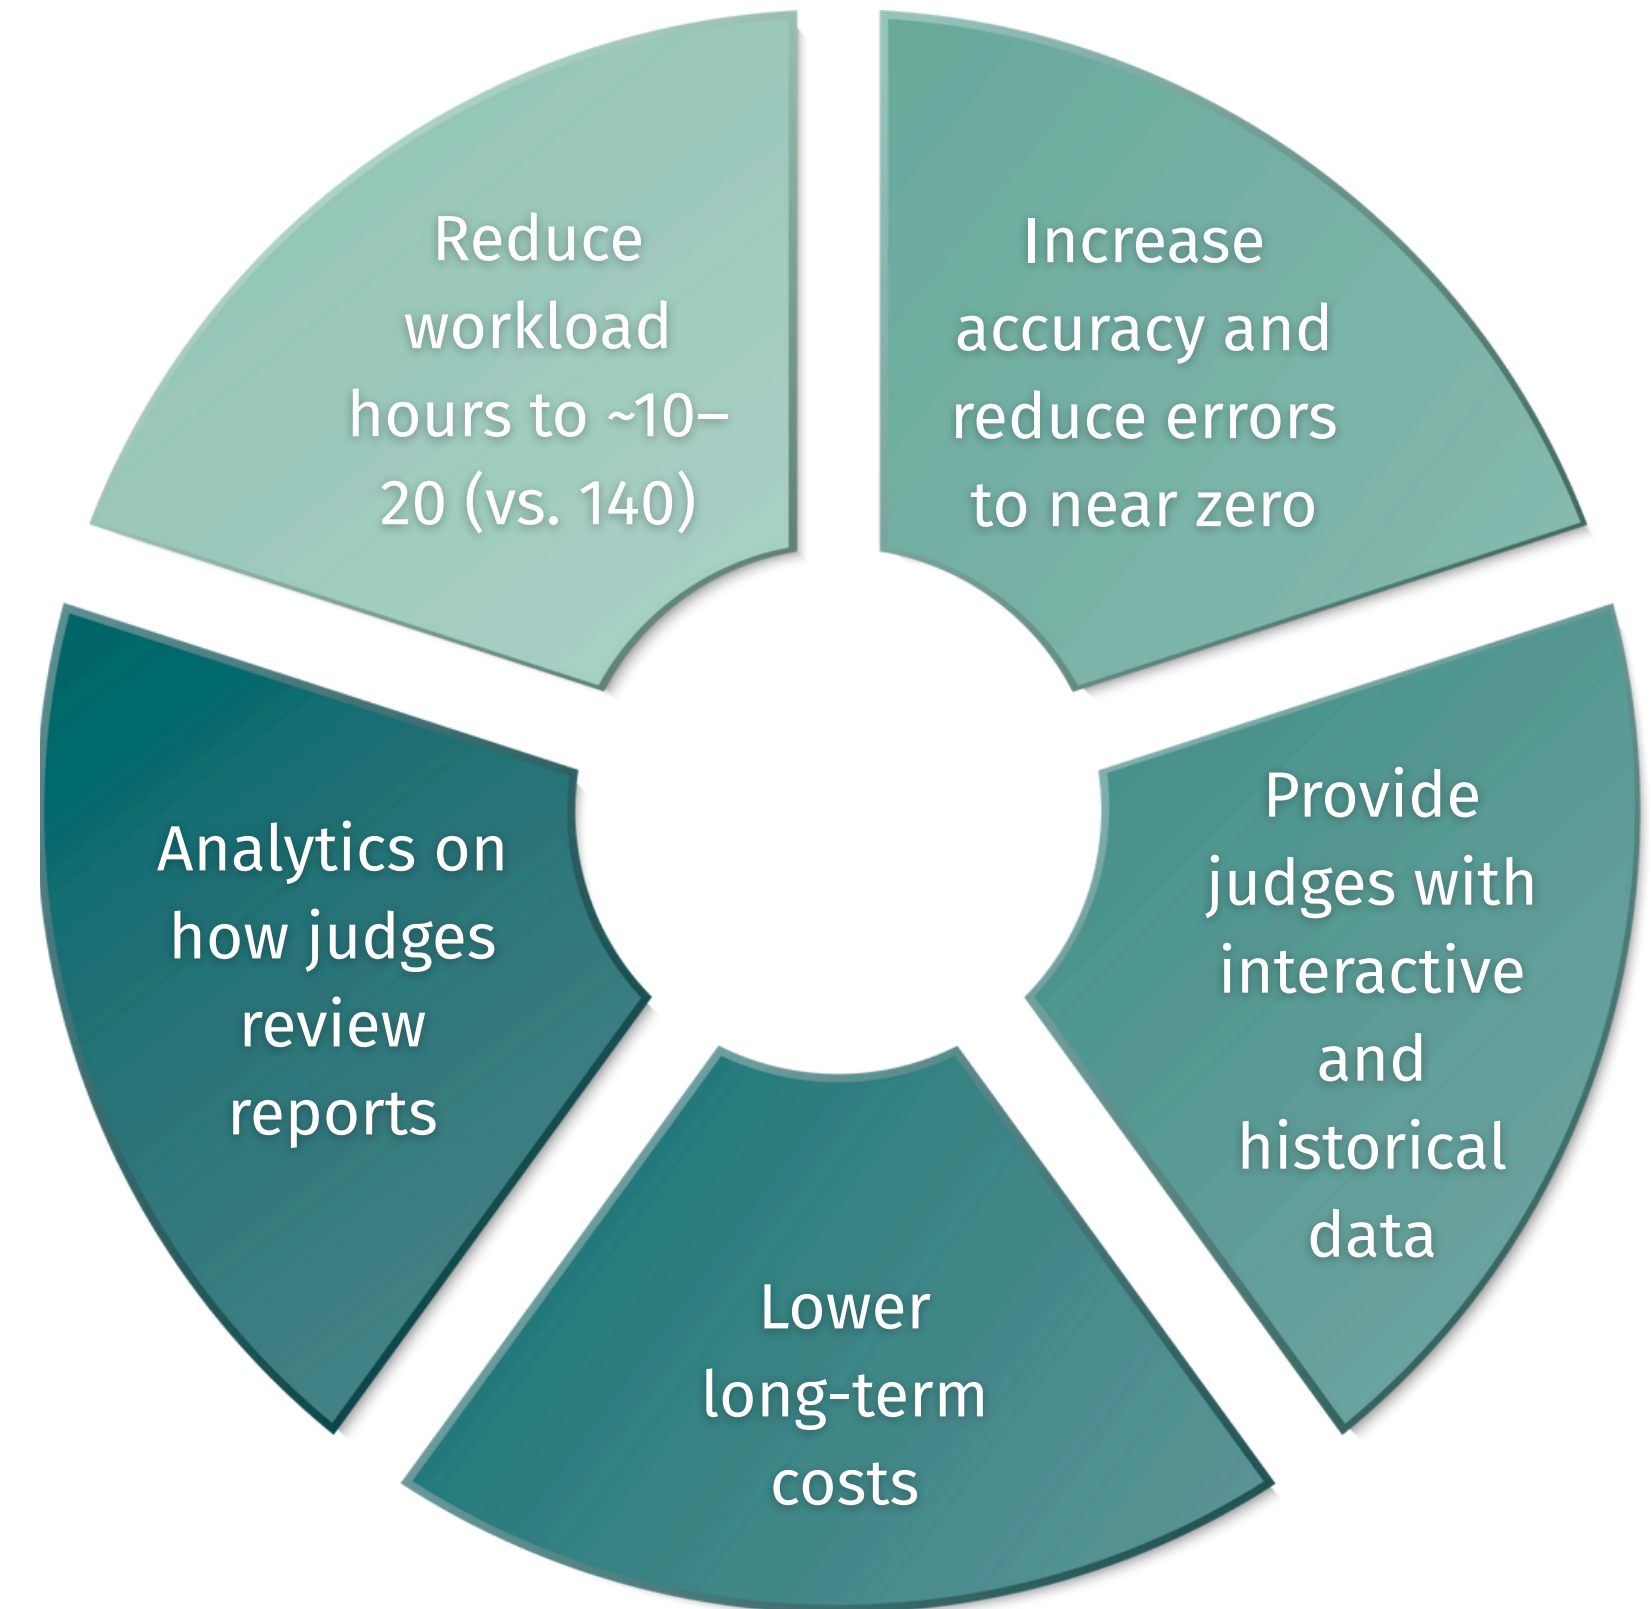 Reduce
workload
hours to ~10–
20 (vs. 140)
Increase
accuracy and
reduce errors
to near zero
Provide
judges with
interactive
and
historical
data
Lower
long-term
costs
Analytics on
how judges
review
reports